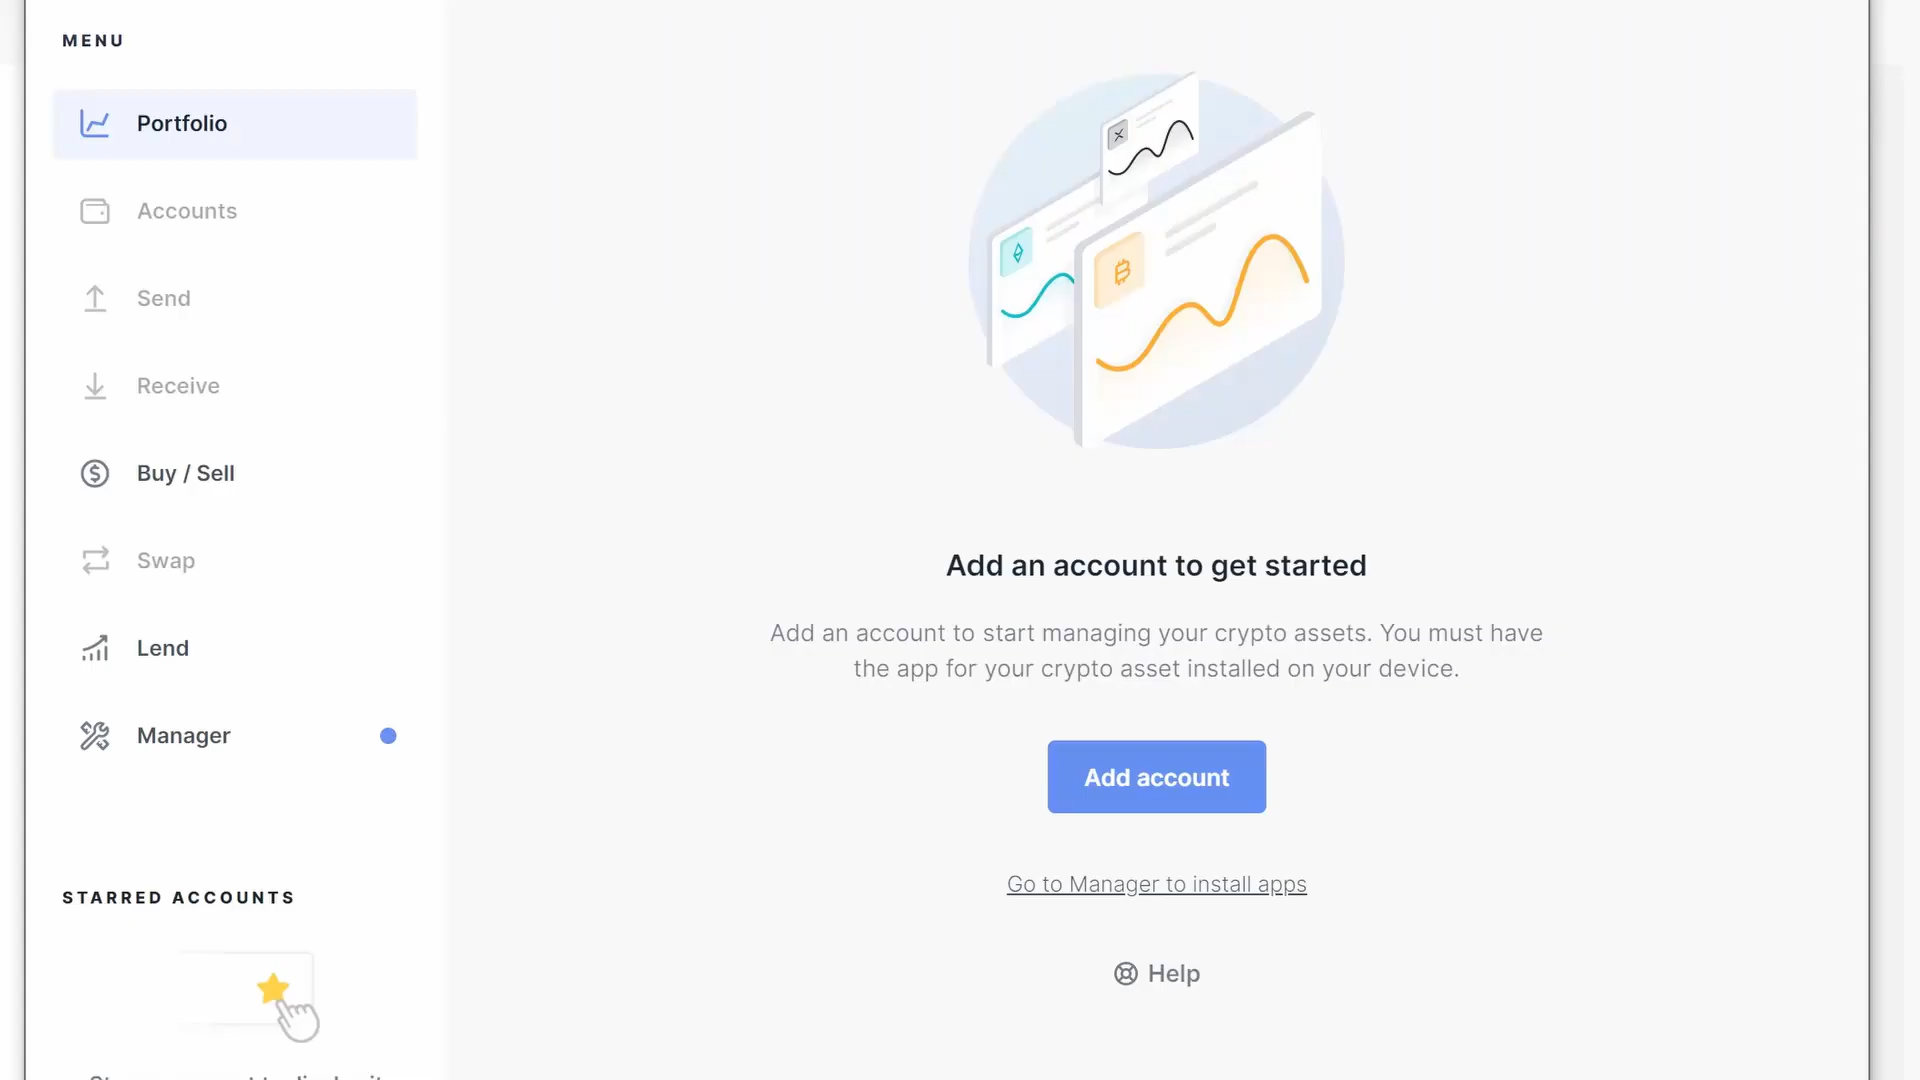 MENU
Portfolio
Accounts
Send
Receive
Buy / Sell
Swap
Lend
Manager
STARRED ACCOUNTS
Add an account to get started
Add an account to start managing your crypto assets. You must have
the app for your crypto asset installed on your device.
Add account
Go to Manager to install apps
Help